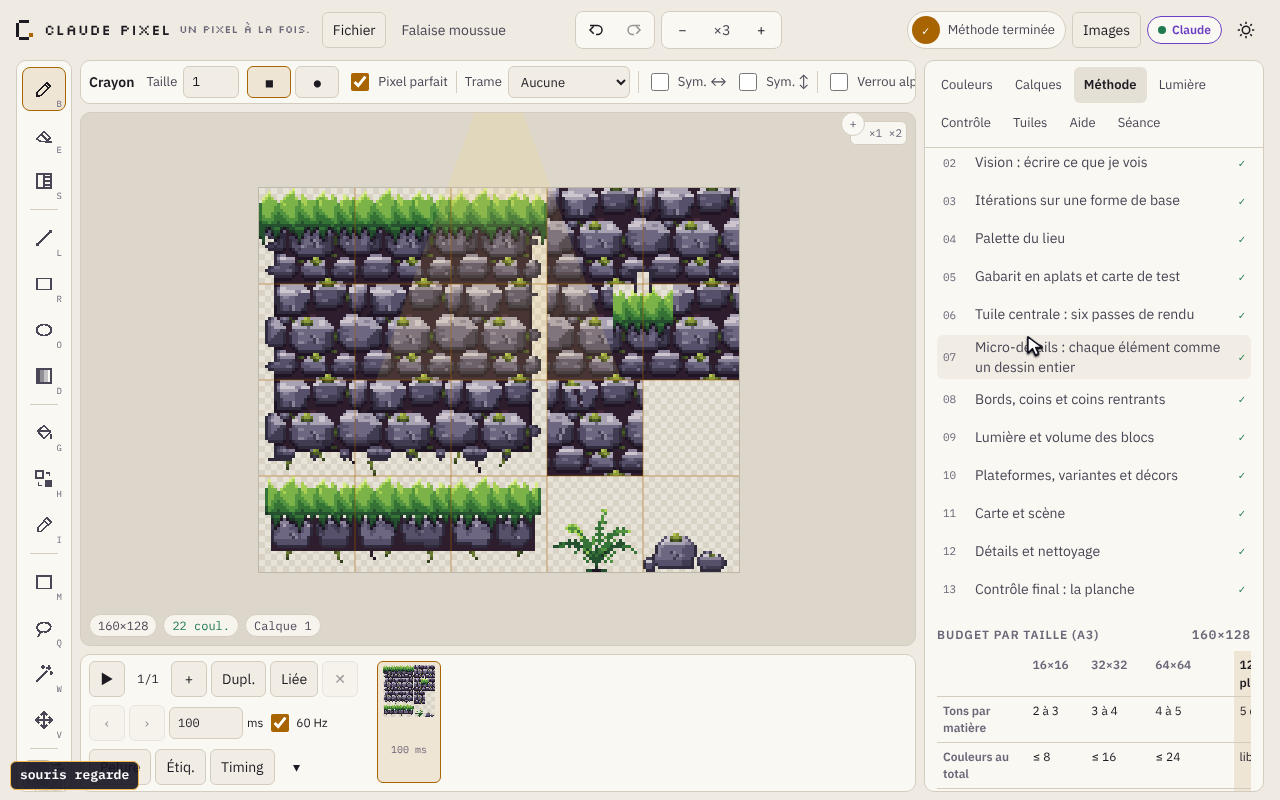 CLAUDE PIXEL UN PIXEL À LA FOIS. Fichier Falaise moussue − ×3 + ✓ Méthode terminée Images Claude
Crayon Taille 1 ■ ● Pixel parfait Trame Aucune Sym. ↔ Sym. ↕ Verrou alp
Couleurs Calques Méthode Lumière
Contrôle Tuiles Aide Séance
+ ×1 ×2
B
E
S
L
R
O
D
G
H
I
M
Q
W
V
02 Vision : écrire ce que je vois ✓
03 Itérations sur une forme de base ✓
04 Palette du lieu ✓
05 Gabarit en aplats et carte de test ✓
06 Tuile centrale : six passes de rendu ✓
07 Micro-détails : chaque élément comme
un dessin entier ✓
08 Bords, coins et coins rentrants ✓
09 Lumière et volume des blocs ✓
10 Plateformes, variantes et décors ✓
11 Carte et scène ✓
12 Détails et nettoyage ✓
13 Contrôle final : la planche ✓
BUDGET PAR TAILLE (A3) 160×128
16×16 32×32 64×64 12
pl
Tons par
matière 2 à 3 3 à 4 4 à 5 5
Couleurs au
total ≤ 8 ≤ 16 ≤ 24 lib
160×128 22 coul. Calque 1
▶ 1/1 + Dupl. Liée ✕
‹ › 100 ms 60 Hz
Étiq. Timing ▼
100 ms
souris regarde